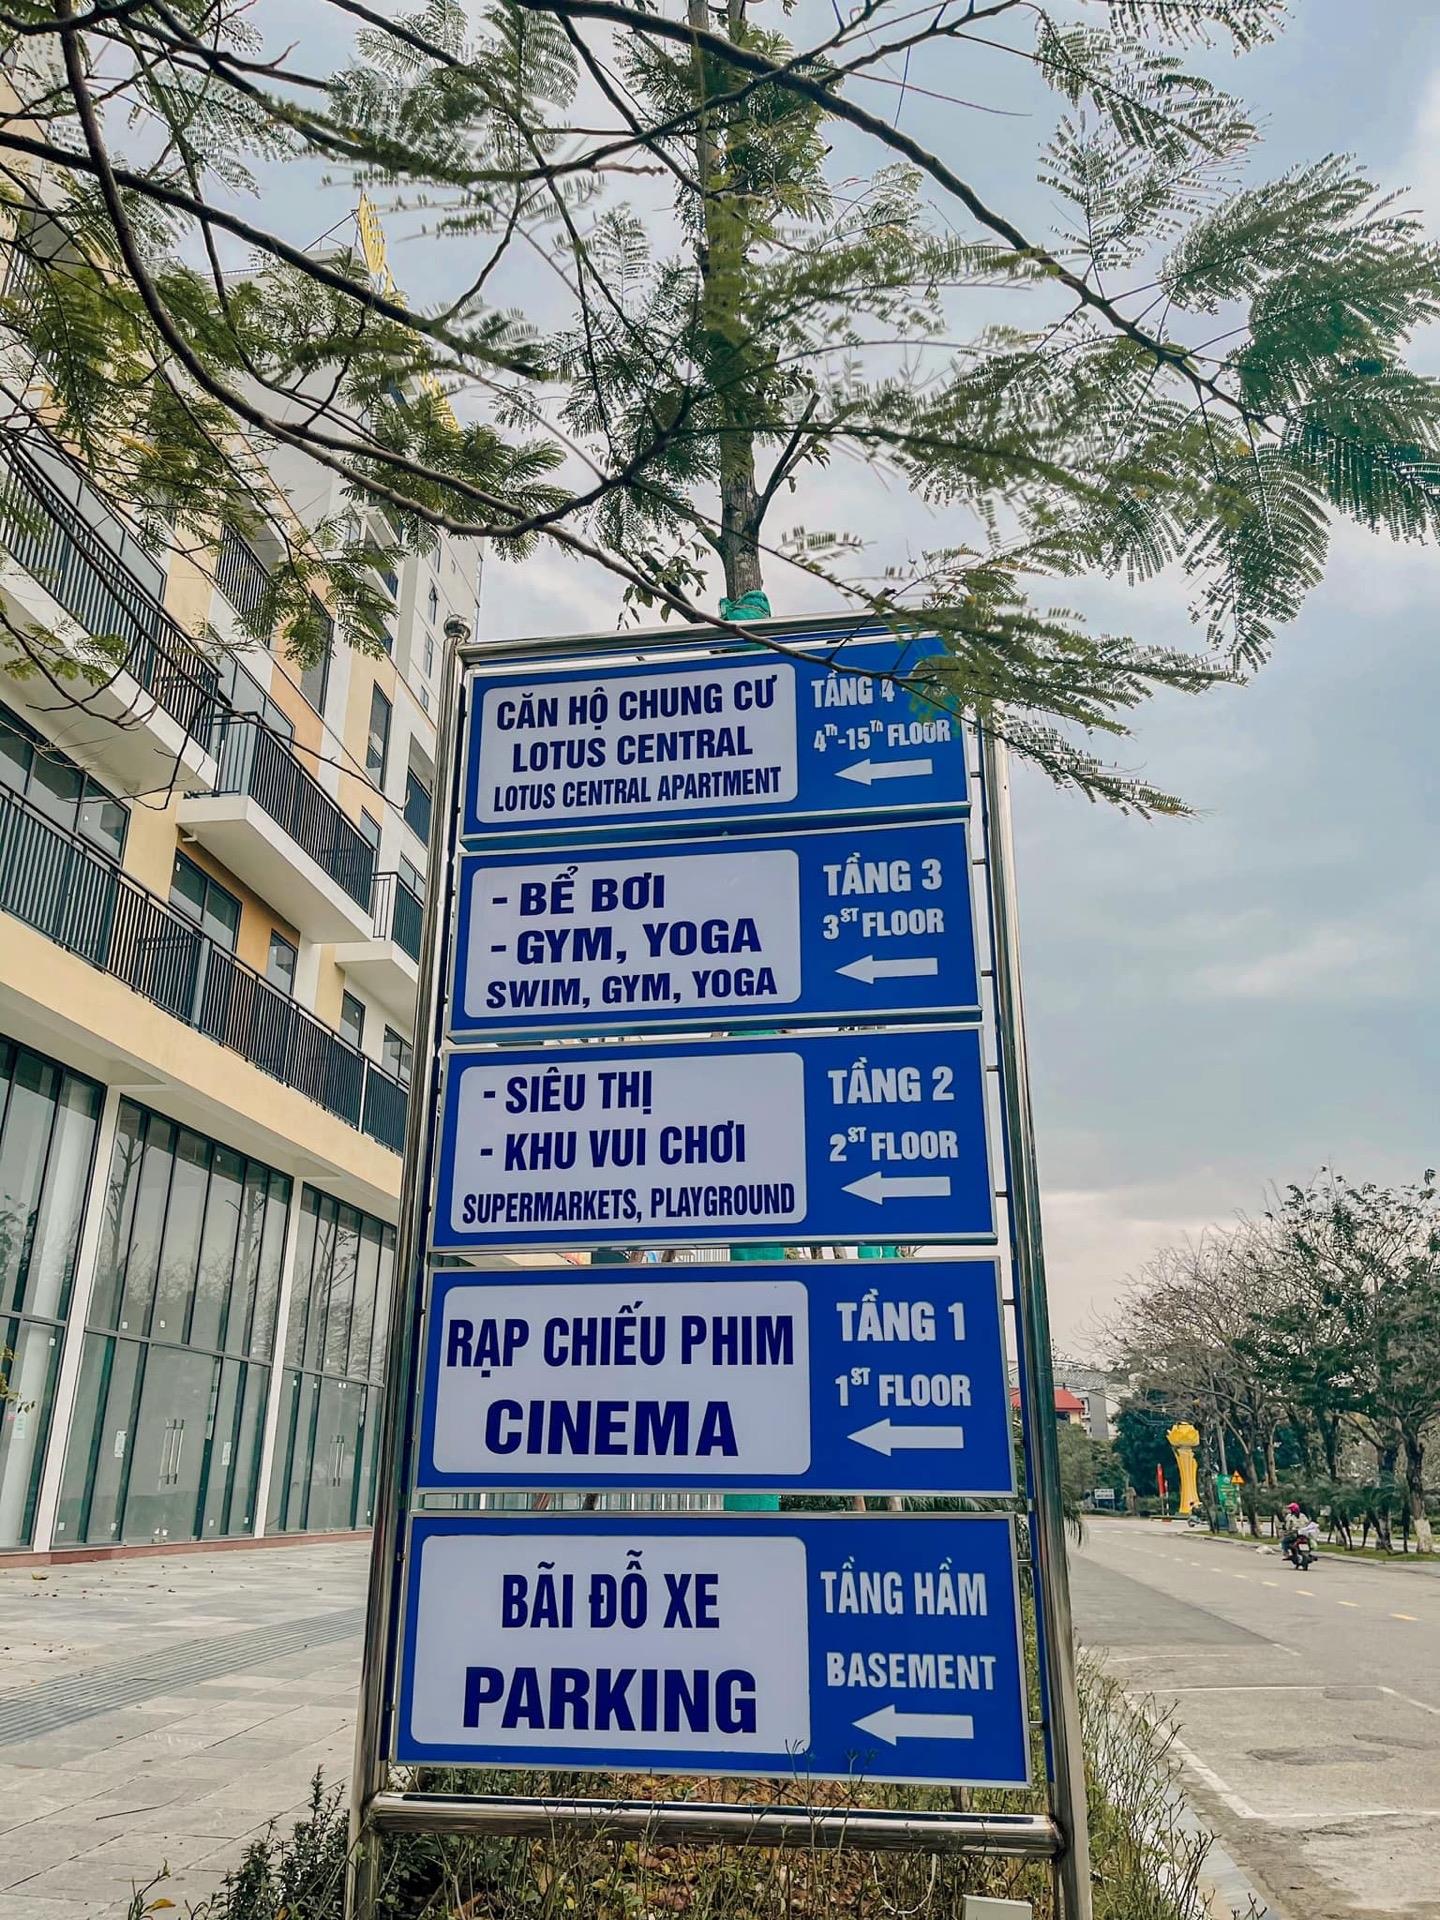 CĂN HỘ CHUNG CƯ
LOTUS CENTRAL
LOTUS CENTRAL APARTMENT
TẦNG 4 -
4Th-15Th FLOOR
- BỂ BƠI
- GYM, YOGA
SWIM, GYM, YOGA
TẦNG 3
3ST FLOOR
- SIÊU THỊ
- KHU VUI CHƠI
SUPERMARKETS, PLAYGROUND
TẦNG 2
2ST FLOOR
RẠP CHIẾU PHIM
CINEMA
TẦNG 1
1ST FLOOR
BÃI ĐỖ XE
PARKING
TẦNG HẦM
BASEMENT